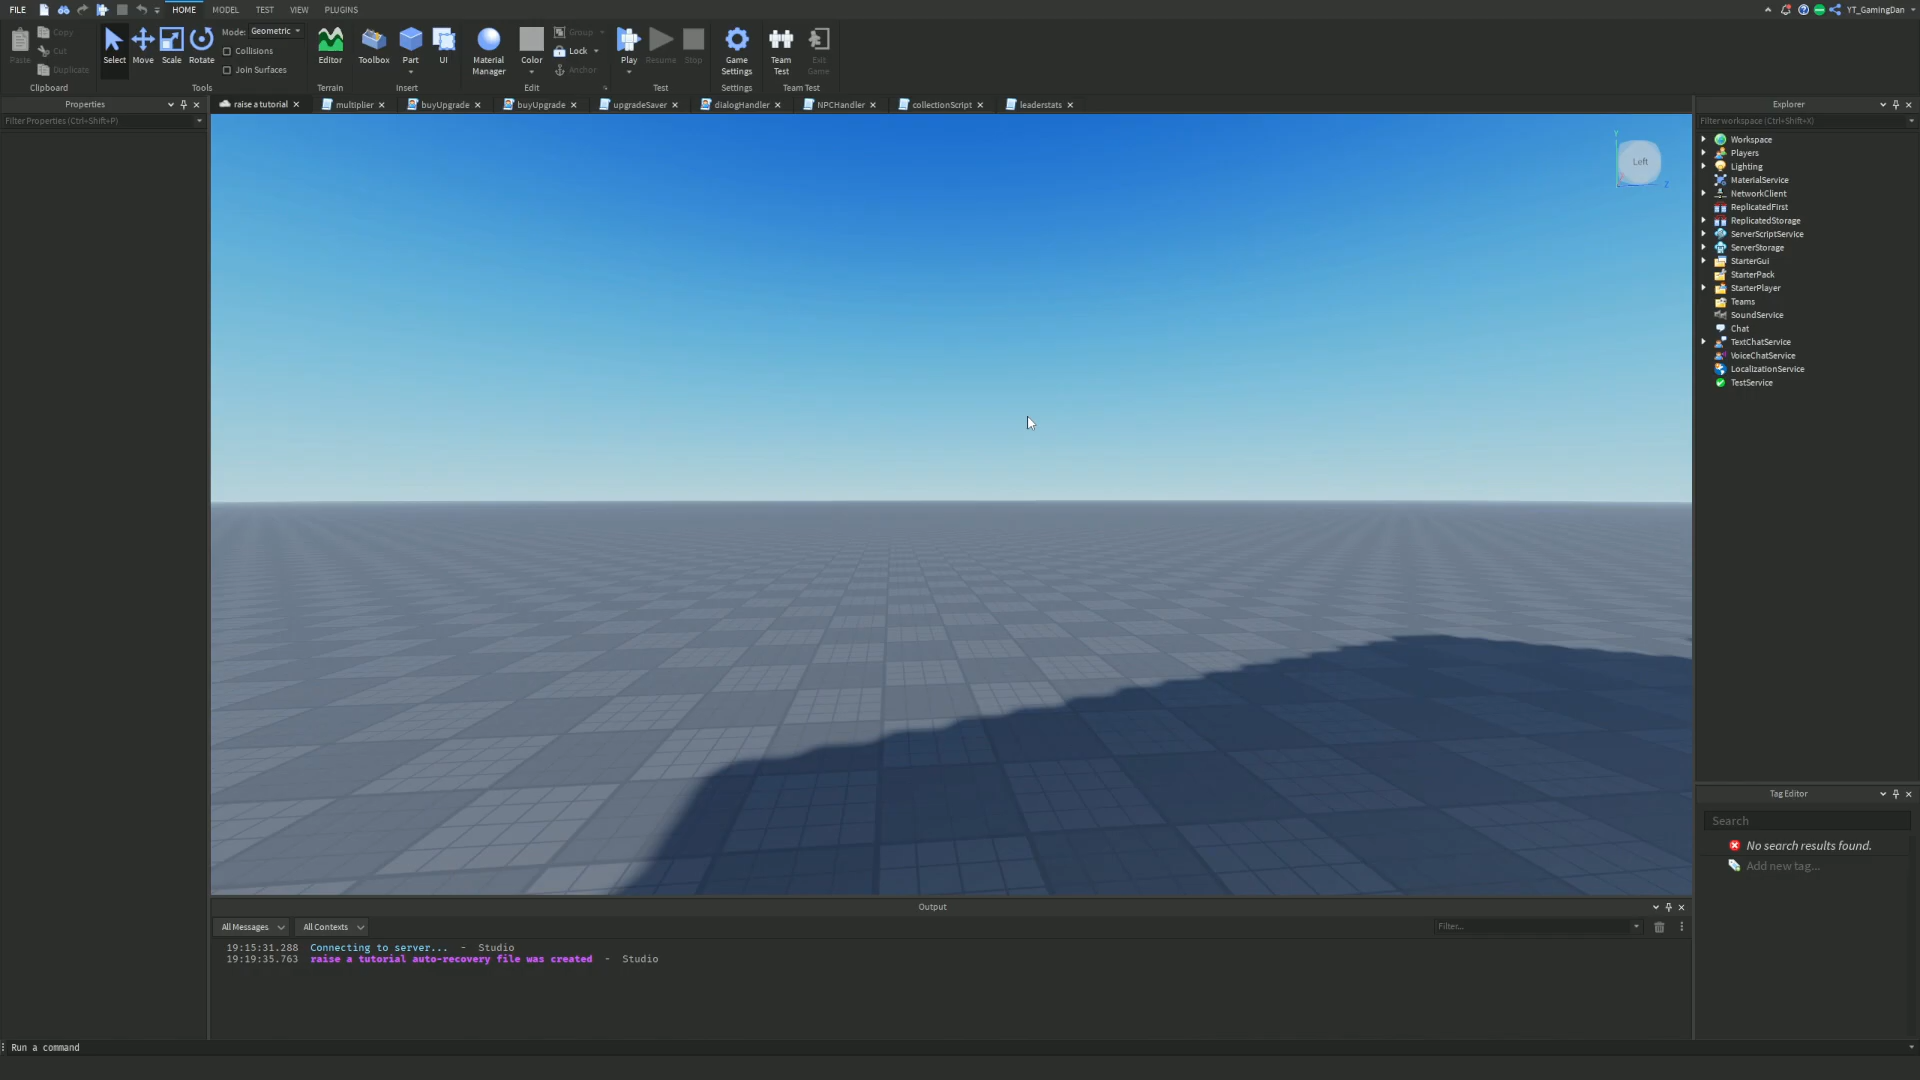 FILE HOME MODEL TEST VIEW PLUGINS YT_GamingDan
Copy Mode: Geometric Group
Cut Collisions Lock
Paste Select Move Scale Rotate Editor Toolbox Part UI Material Manager Color Play Resume Stop Game Settings Team Test Exit Game
Duplicate Join Surfaces Anchor
Clipboard Tools Terrain Insert Edit Test Settings Team Test
Properties raise a tutorial multiplier buyUpgrade buyUpgrade upgradeSaver dialogHandler NPCHandler collectionScript leaderstats Explorer
Filter Properties (Ctrl+Shift+P) Filter workspace (Ctrl+Shift+X)
Y
Left
Z
Workspace
Players
Lighting
MaterialService
NetworkClient
ReplicatedFirst
ReplicatedStorage
ServerScriptService
ServerStorage
StarterGui
StarterPack
StarterPlayer
Teams
SoundService
Chat
TextChatService
VoiceChatService
LocalizationService
TestService
Tag Editor
Search
No search results found.
Add new tag...
Output
All Messages All Contexts Filter...
19:15:31.288 Connecting to server... - Studio
19:19:35.763 raise a tutorial auto-recovery file was created - Studio
Run a command